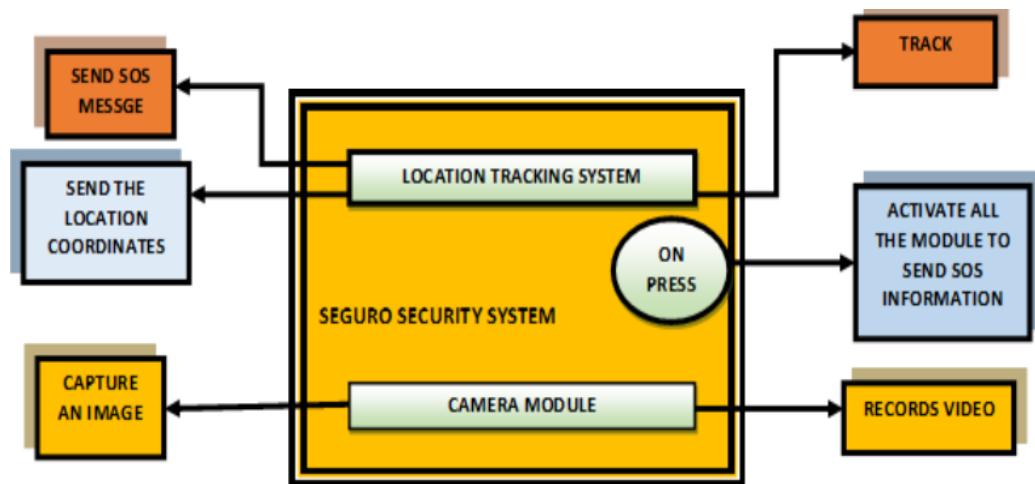 SEND SOS
MESSGE
TRACK
LOCATION TRACKING SYSTEM
SEND THE
LOCATION
COORDINATES
ACTIVATE ALL
THE MODULE TO
SEND SOS
INFORMATION
ON
PRESS
SEGURO SECURITY SYSTEM
CAPTURE
AN IMAGE
CAMERA MODULE
RECORDS VIDEO